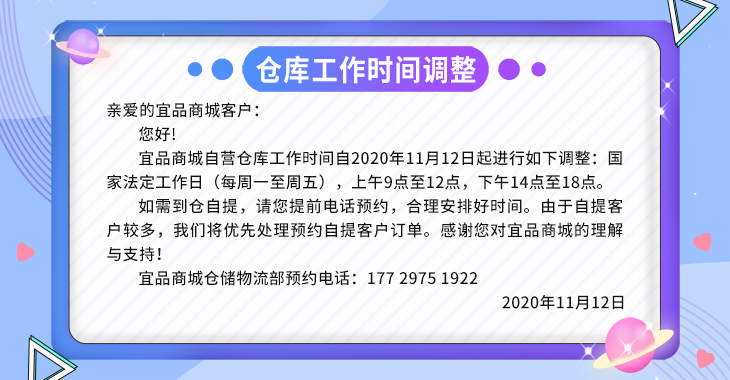 仓库工作时间调整
亲爱的宜品商城客户：
您好!
宜品商城自营仓库工作时间自2020年11月12日起进行如下调整：国
家法定工作日（每周一至周五），上午9点至12点，下午14点至18点。
如需到仓自提，请您提前电话预约，合理安排好时间。由于自提客
户较多，我们将优先处理预约自提客户订单。感谢您对宜品商城的理解
与支持！
宜品商城仓储物流部预约电话：177 2975 1922
2020年11月12日